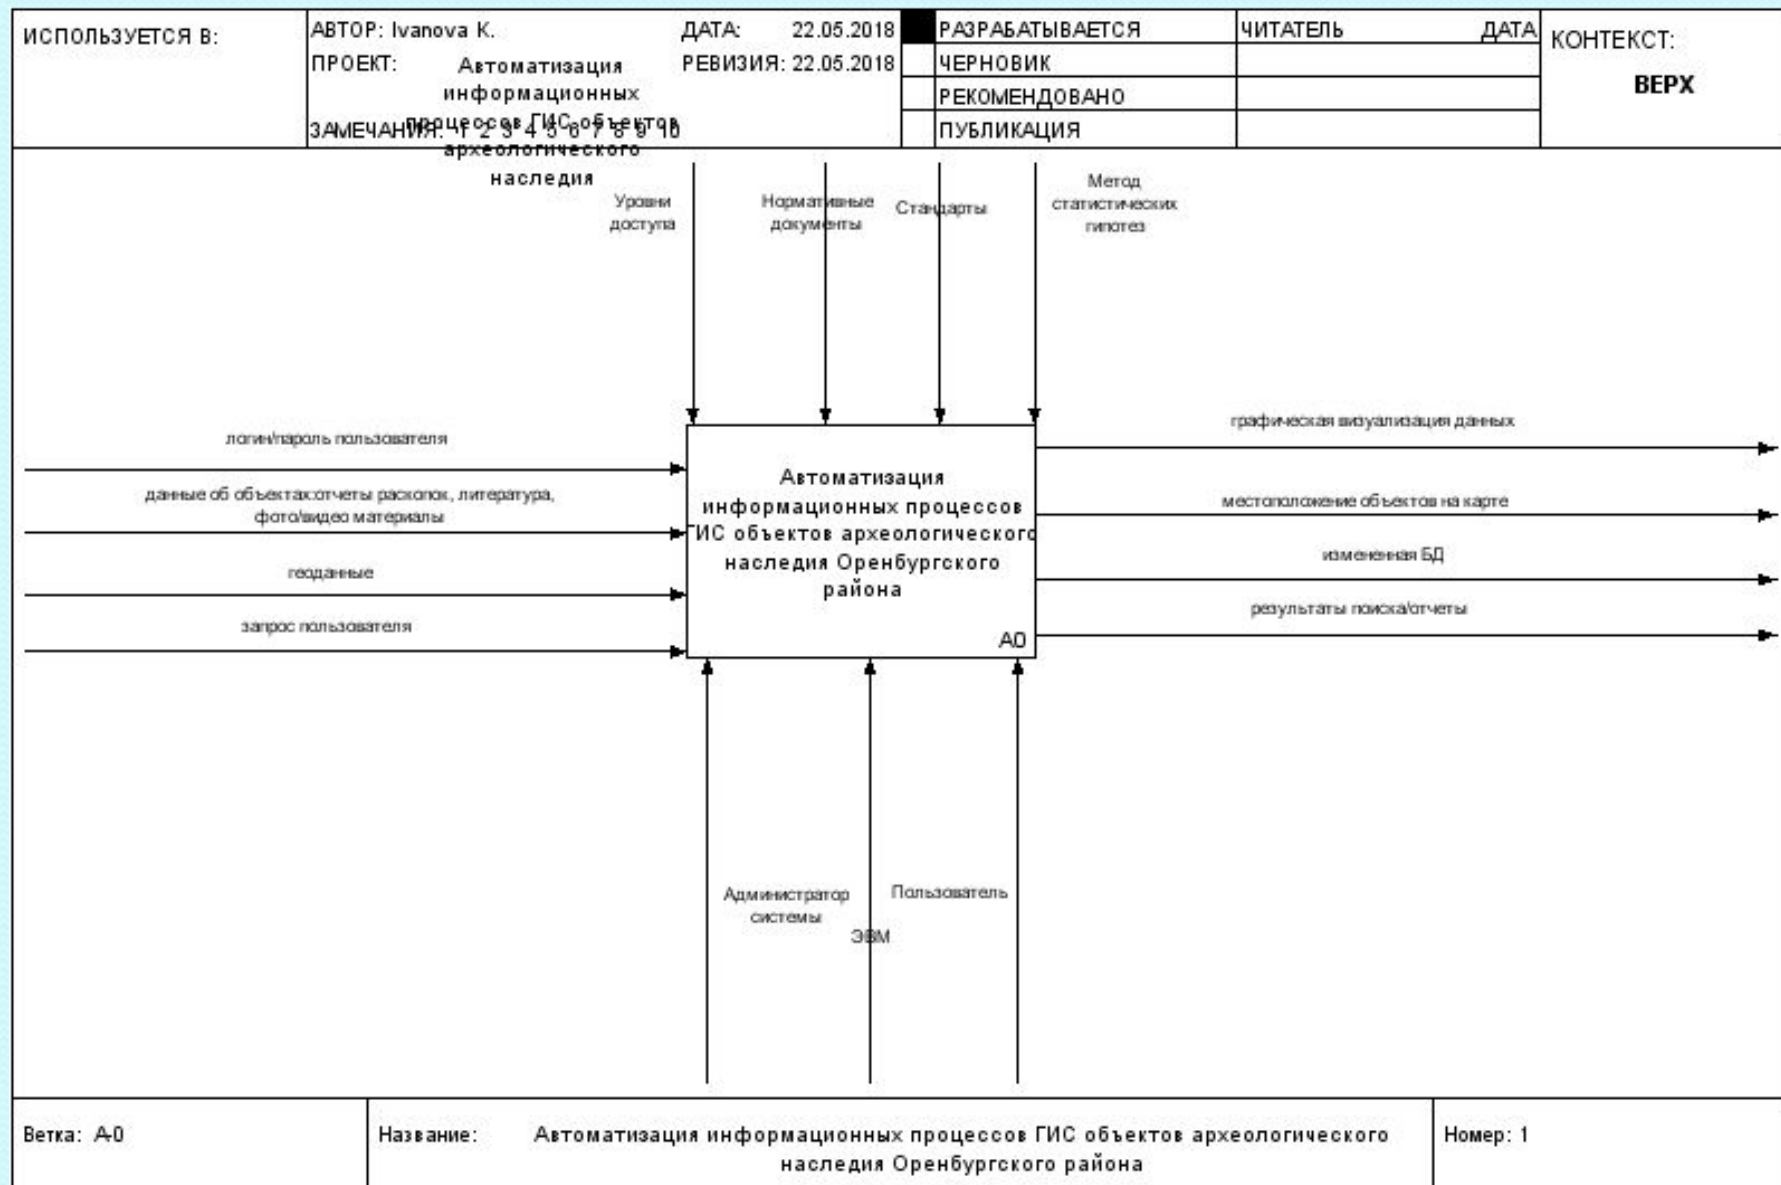 ИСПОЛЬЗУЕТСЯ В:
АВТОР: Ivanova K.
ДАТА: 22.05.2018
ПРОЕКТ: Автоматизация
информационных
процессов ГИС объектов
археологического
наследия
РЕВИЗИЯ: 22.05.2018
ЗАМЕЧАНИЯ: 1 2 3 4 5 6 7 8 9 10
РАЗРАБАТЫВАЕТСЯ
ЧЕРНОВИК
РЕКОМЕНДОВАНО
ПУБЛИКАЦИЯ
ЧИТАТЕЛЬ ДАТА
КОНТЕКСТ:
ВЕРХ
Уровни
доступа
Нормативные
документы
Стандарты
Метод
статистических
гипотез
логин/пароль пользователя
данные об объектах:отчеты раскопок, литература,
фото/видео материалы
геоданные
запрос пользователя
Автоматизация
информационных процессов
ГИС объектов археологического
наследия Оренбургского
района
A0
графическая визуализация данных
местоположение объектов на карте
измененная БД
результаты поиска/отчеты
Администратор
системы
ЭВМ
Пользователь
Ветка: A-0
Название: Автоматизация информационных процессов ГИС объектов археологического
наследия Оренбургского района
Номер: 1